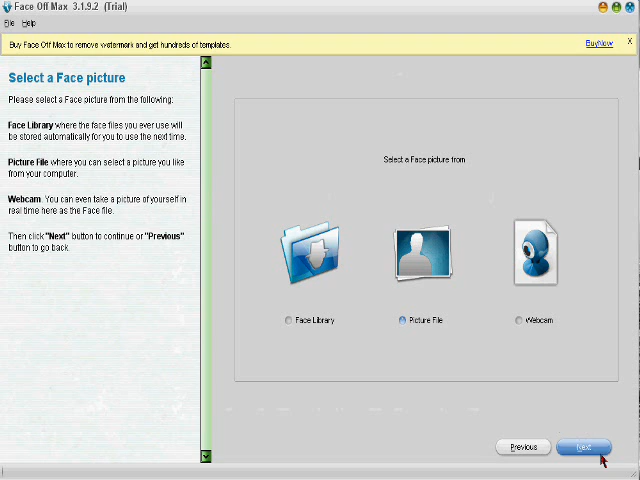 Face Off Max 3.1.9.2 (Trial)
File Help
Buy Face Off Max to remove watermark and get hundreds of templates.
BuyNow
X
Select a Face picture
Please select a Face picture from the following:
Face Library where the face files you ever use will
be stored automatically for you to use the next time.
Picture File where you can select a picture you like
from your computer.
Webcam. You can even take a picture of yourself in
real time here as the Face file.
Then click "Next" button to continue or "Previous"
button to go back.
Select a Face picture from
Face Library
Picture File
Webcam
Previous
Next